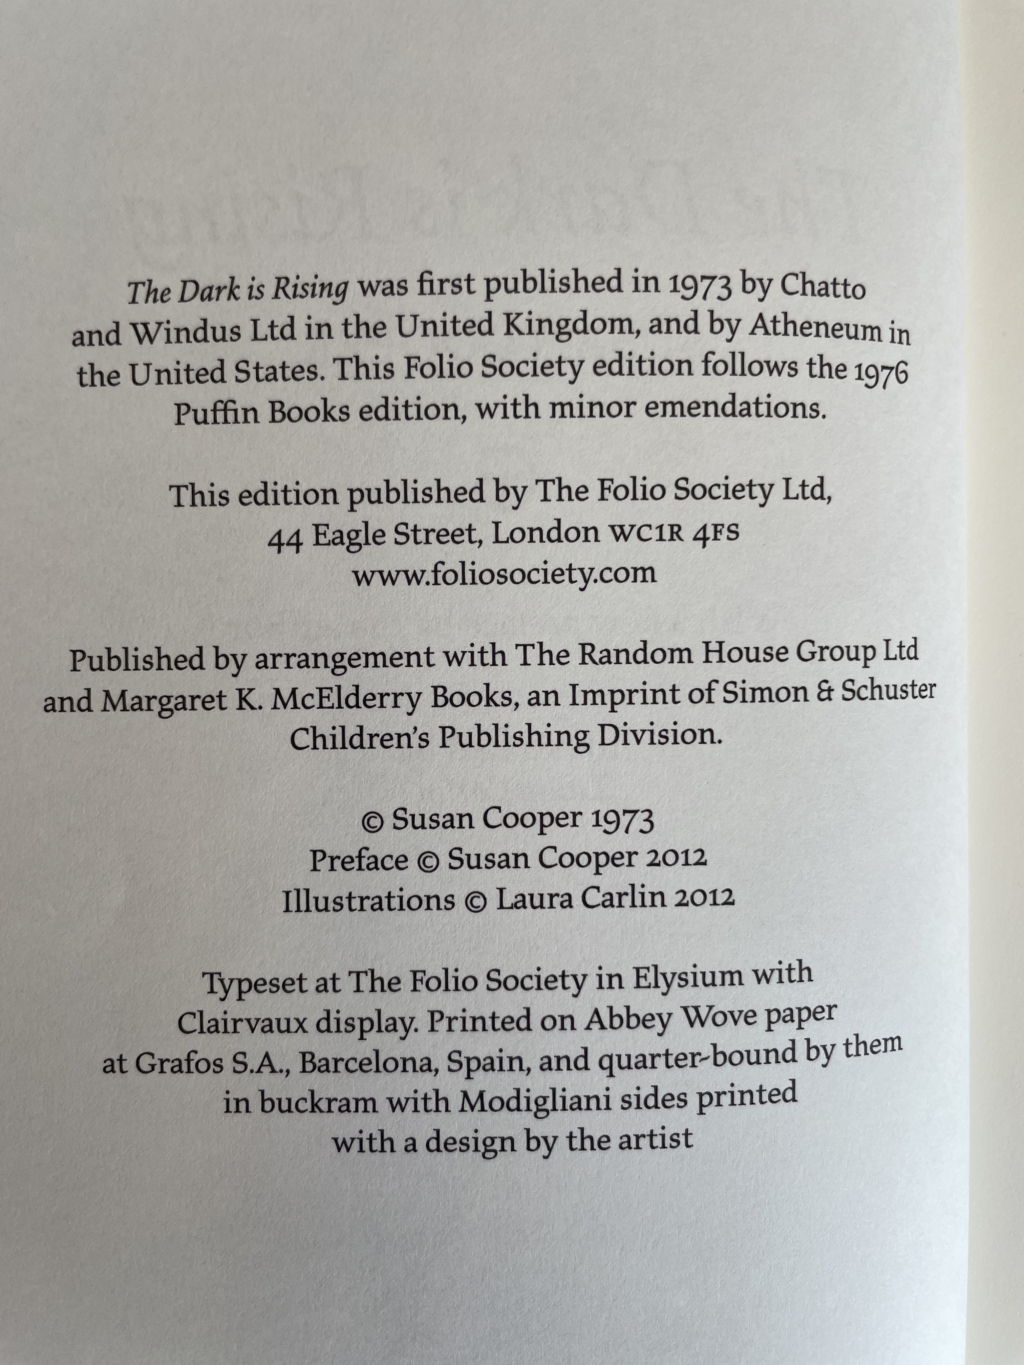 The Dark is Rising was first published in 1973 by Chatto
and Windus Ltd in the United Kingdom, and by Atheneum in
the United States. This Folio Society edition follows the 1976
Puffin Books edition, with minor emendations.
This edition published by The Folio Society Ltd,
44 Eagle Street, London WC1R 4FS
www.foliosociety.com
Published by arrangement with The Random House Group Ltd
and Margaret K. McElderry Books, an Imprint of Simon & Schuster
Children's Publishing Division.
© Susan Cooper 1973
Preface © Susan Cooper 2012
Illustrations © Laura Carlin 2012
Typeset at The Folio Society in Elysium with
Clairvaux display. Printed on Abbey Wove paper
at Grafos S.A., Barcelona, Spain, and quarter-bound by them
in buckram with Modigliani sides printed
with a design by the artist